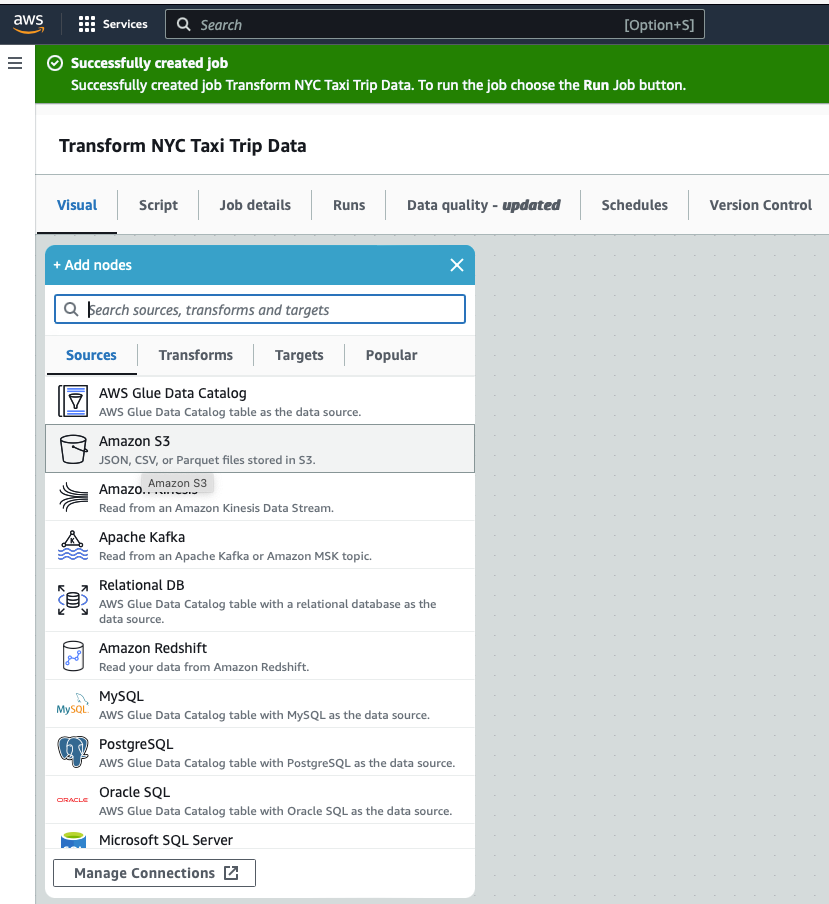 aws
Services
Search
[Option+S]
Successfully created job
Successfully created job Transform NYC Taxi Trip Data. To run the job choose the Run Job button.
Transform NYC Taxi Trip Data
Visual
Script
Job details
Runs
Data quality - updated
Schedules
Version Control
+ Add nodes
Search sources, transforms and targets
Sources
Transforms
Targets
Popular
AWS Glue Data Catalog
AWS Glue Data Catalog table as the data source.
Amazon S3
JSON, CSV, or Parquet files stored in S3.
Amazon S3
Amazon Kinesis
Read from an Amazon Kinesis Data Stream.
Apache Kafka
Read from an Apache Kafka or Amazon MSK topic.
Relational DB
AWS Glue Data Catalog table with a relational database as the
data source.
Amazon Redshift
Read your data from Amazon Redshift.
MySQL
MySQL
AWS Glue Data Catalog table with MySQL as the data source.
PostgreSQL
AWS Glue Data Catalog table with PostgreSQL as the data source.
ORACLE
Oracle SQL
AWS Glue Data Catalog table with Oracle SQL as the data source.
Microsoft SQL Server
Manage Connections